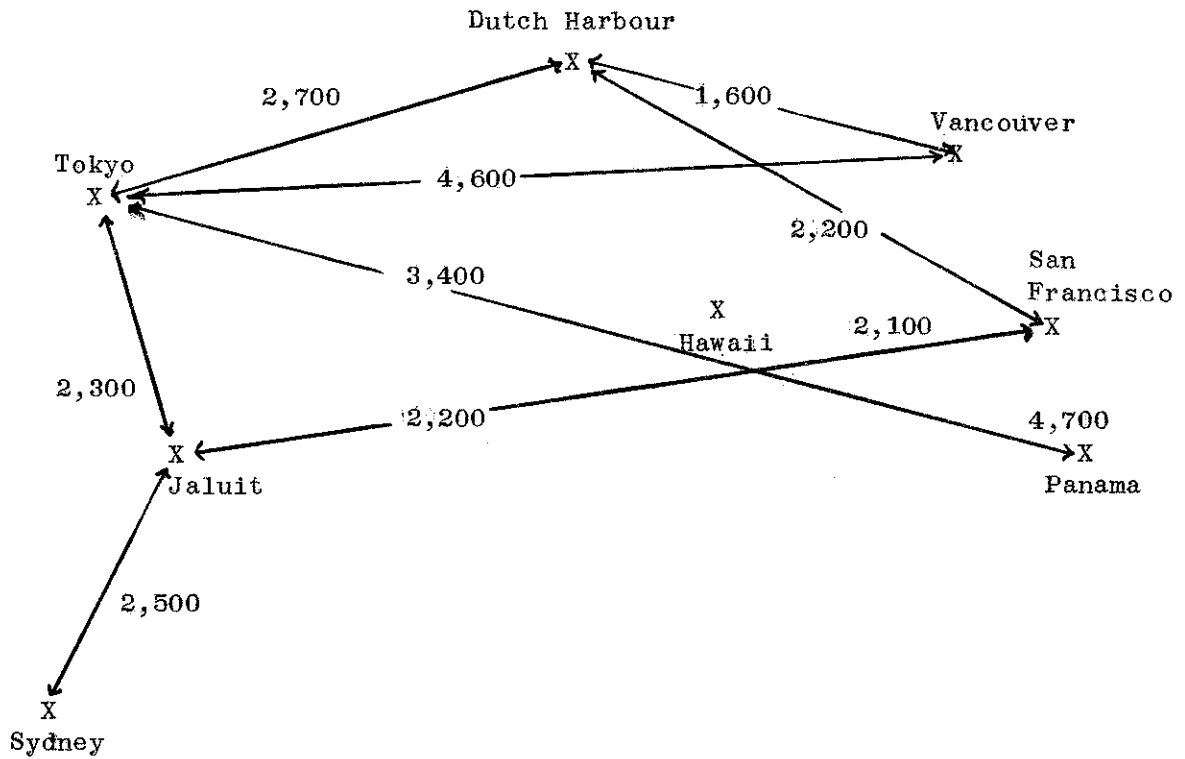 Dutch Harbour
X
2,700
1,600
Vancouver
X
Tokyo
X
4,600
2,200
3,400
San
Francisco
X
X
Hawaii
2,100
2,300
2,200
4,700
X
Jaluit
X
Panama
2,500
X
Sydney